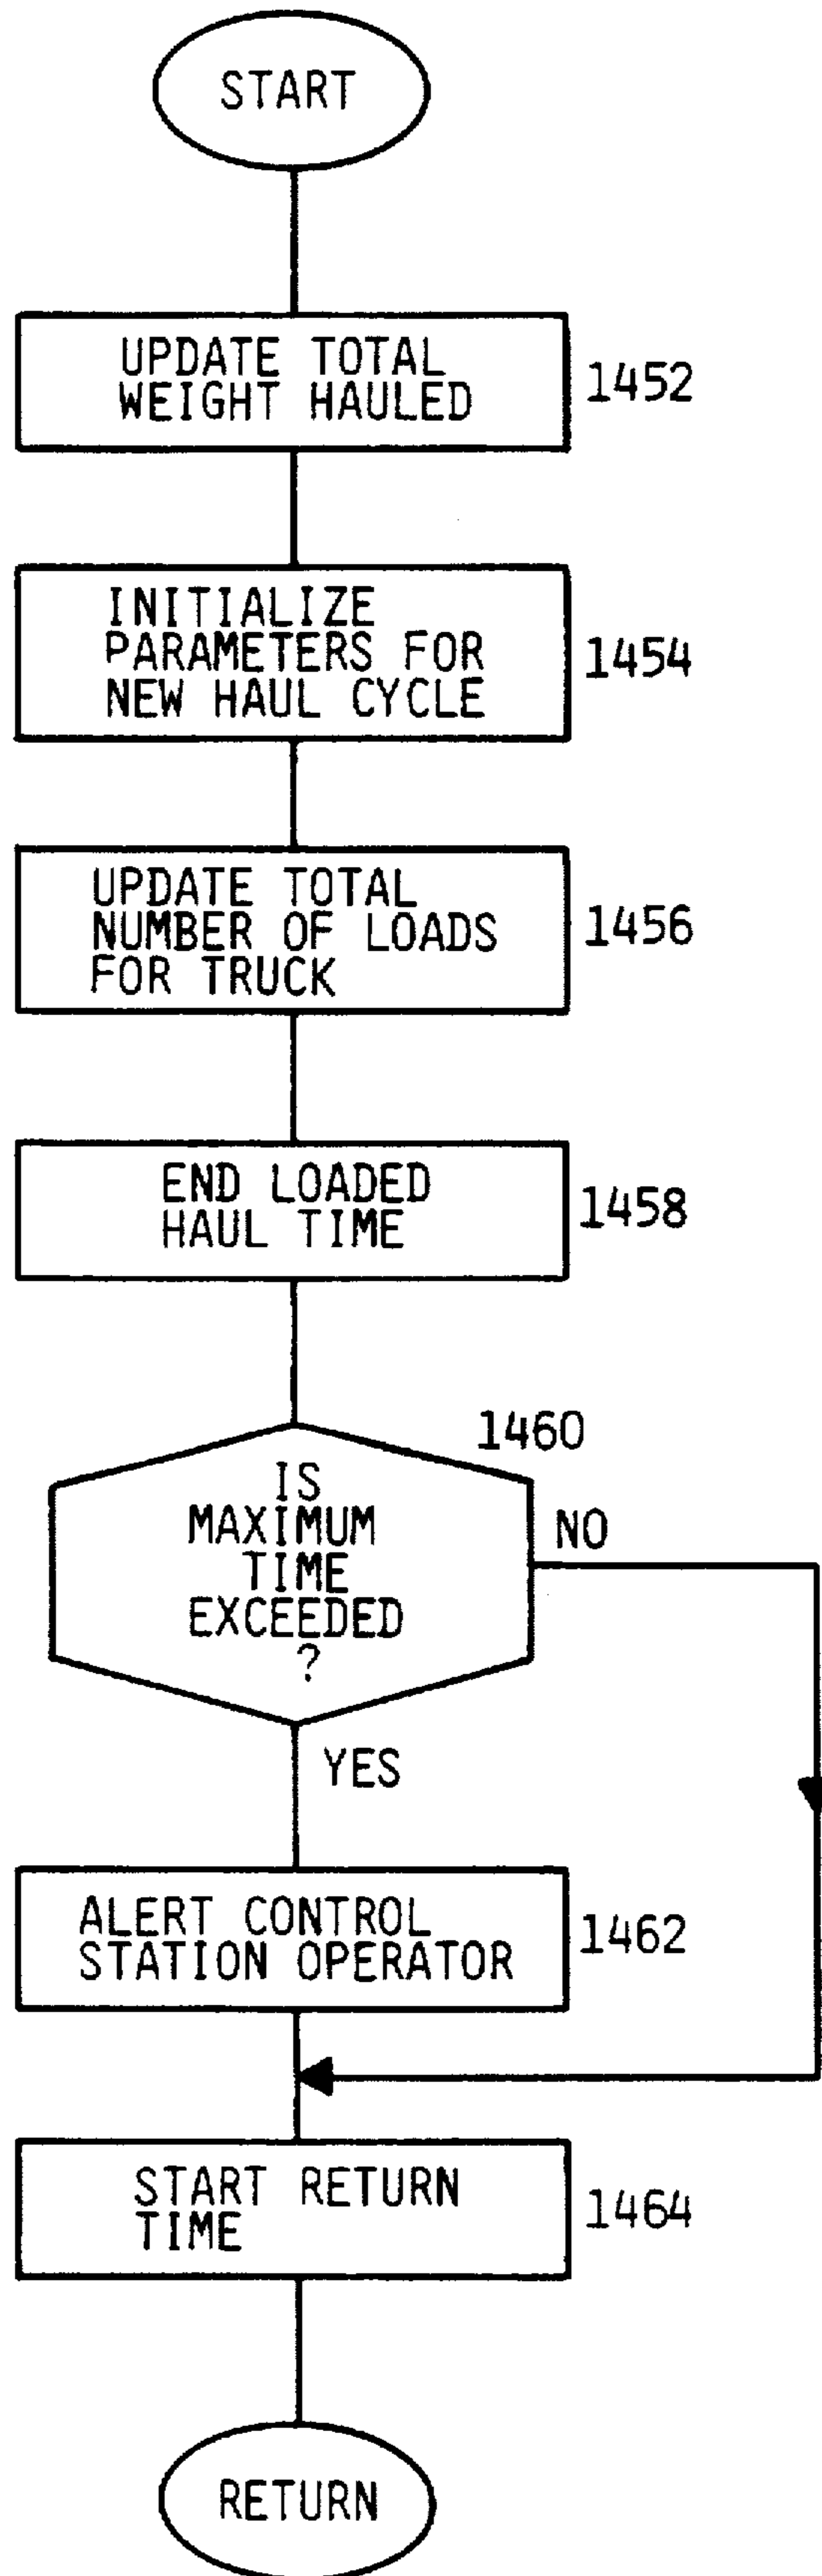 START
UPDATE TOTAL
WEIGHT HAULED
1452
INITIALIZE
PARAMETERS FOR
NEW HAUL CYCLE
1454
UPDATE TOTAL
NUMBER OF LOADS
FOR TRUCK
1456
END LOADED
HAUL TIME
1458
1460
IS
MAXIMUM
TIME
EXCEEDED
?
NO
YES
ALERT CONTROL
STATION OPERATOR
1462
START RETURN
TIME
1464
RETURN